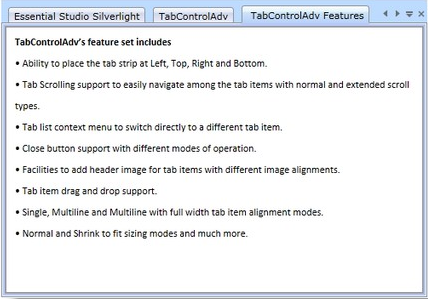 Essential Studio Silverlight TabControlAdv TabControlAdv Features
TabControlAdv's feature set includes
• Ability to place the tab strip at Left, Top, Right and Bottom.
• Tab Scrolling support to easily navigate among the tab items with normal and extended scroll
types.
• Tab list context menu to switch directly to a different tab item.
• Close button support with different modes of operation.
• Facilities to add header image for tab items with different image alignments.
• Tab item drag and drop support.
• Single, Multiline and Multiline with full width tab item alignment modes.
• Normal and Shrink to fit sizing modes and much more.